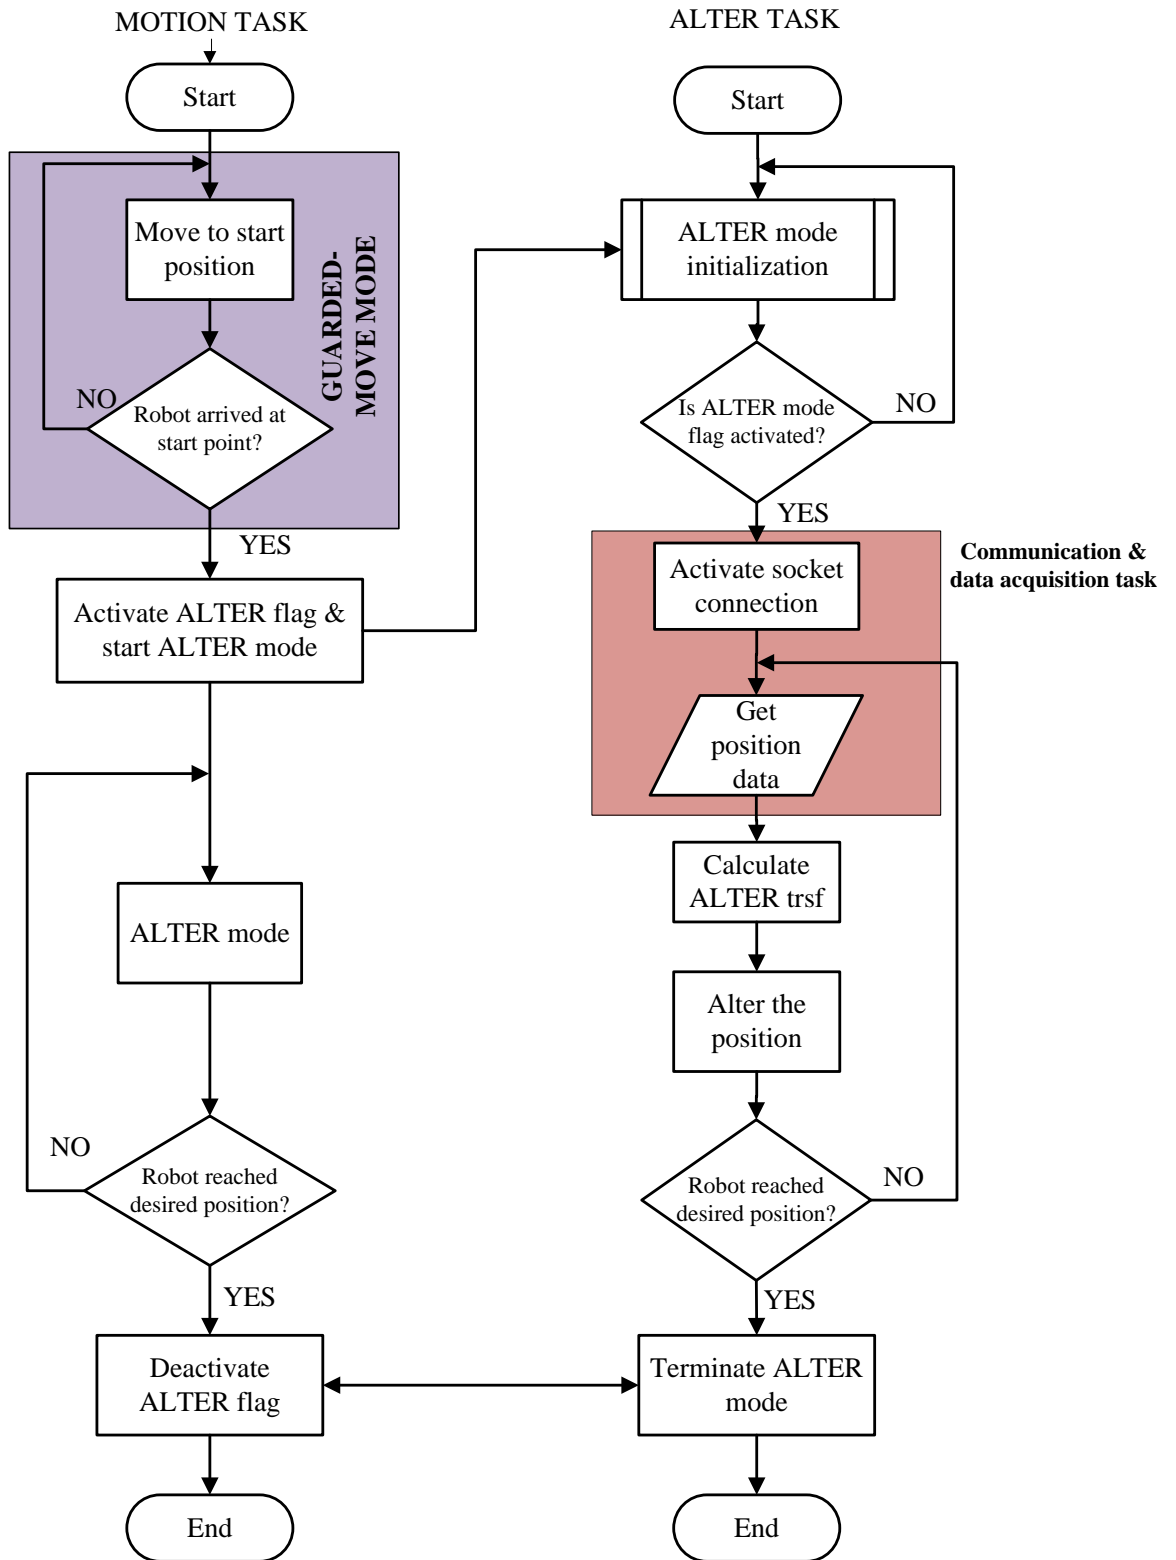 MOTION TASK
Start
Move to start
position
GUARDED-
MOVE MODE
NO
Robot arrived at
start point?
YES
Activate ALTER flag &
start ALTER mode
ALTER mode
NO
Robot reached
desired position?
YES
Deactivate
ALTER flag
End
ALTER TASK
Start
ALTER mode
initialization
Is ALTER mode
flag activated?
NO
YES
Communication &
data acquisition task
Activate socket
connection
Get
position
data
Calculate
ALTER trsf
Alter the
position
Robot reached
desired position?
NO
YES
Terminate ALTER
mode
End